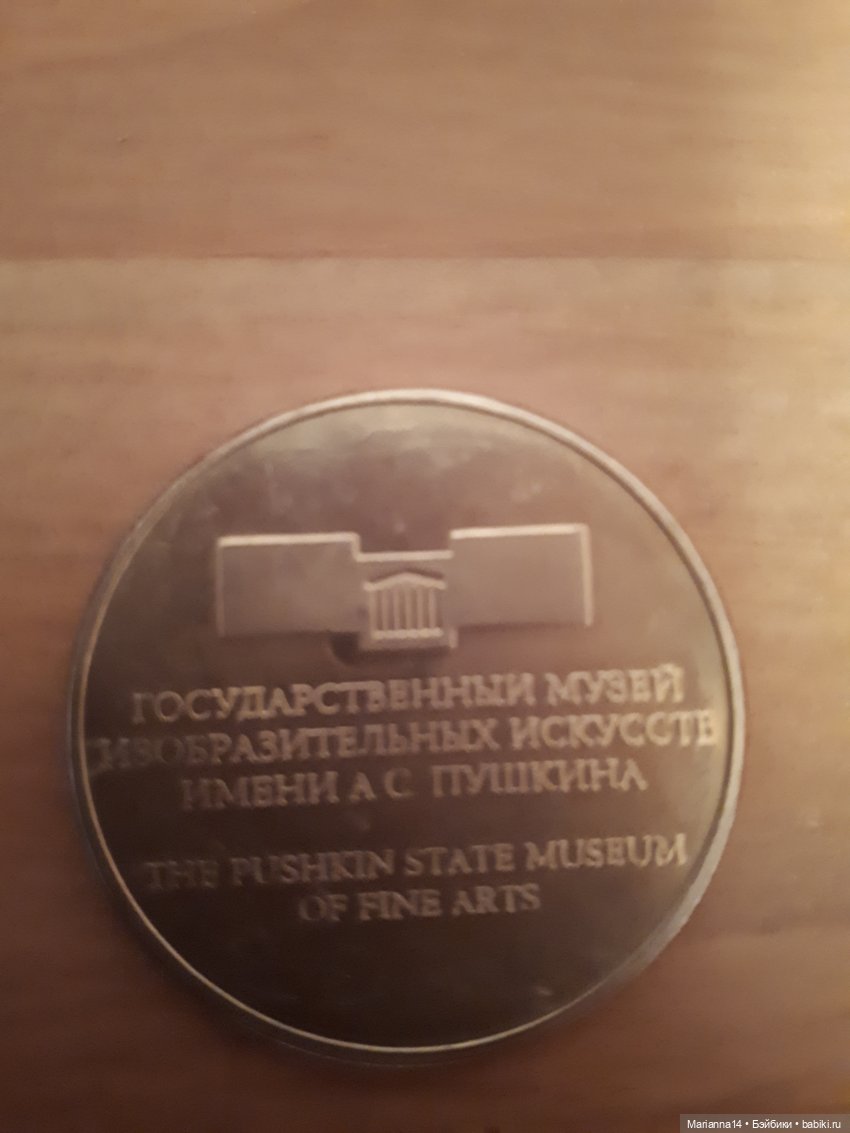 ГОСУДАРСТВЕННЫЙ МУЗЕЙ
ИЗОБРАЗИТЕЛЬНЫХ ИСКУССТВ
ИМЕНИ А С ПУШКИНА
THE PUSHKIN STATE MUSEUM
OF FINE ARTS
Marianna14 • Бэйбики • babiki.ru